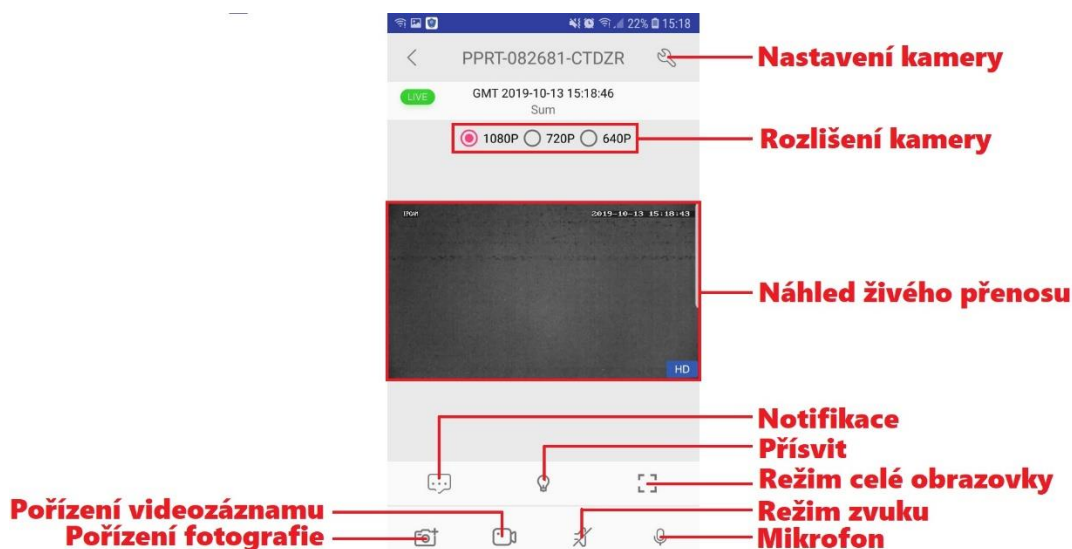 22% 15:18
PPRT-082681-CTDZR
Nastavení kamery
LIVE
GMT 2019-10-13 15:18:46
Sum
1080P 720P 640P
Rozlišení kamery
IPCAM
2019-10-13 15:18:43
Náhled živého přenosu
HD
Notifikace
Přísvit
Režim celé obrazovky
Pořízení videozáznamu
Režim zvuku
Pořízení fotografie
Mikrofon